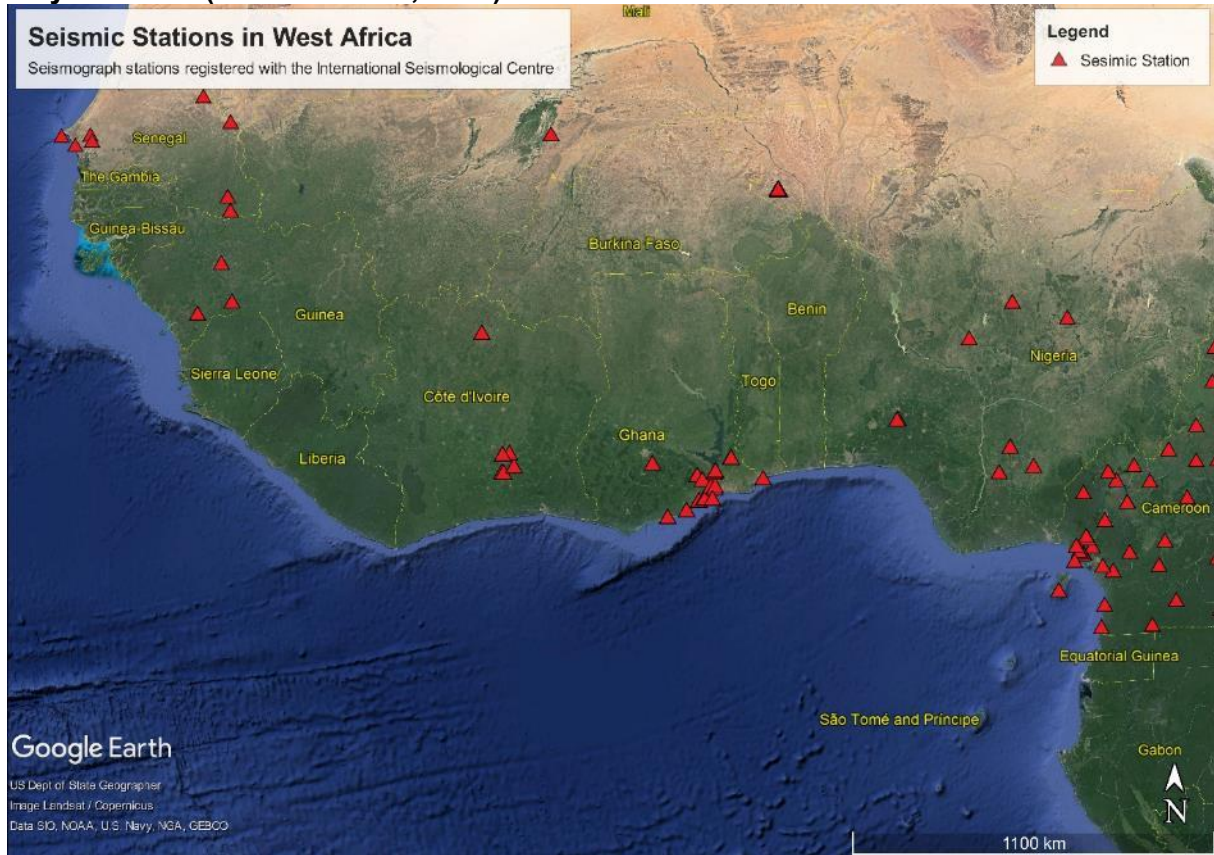 Mali
Seismic Stations in West Africa
Seismograph stations registered with the International Seismological Centre
Legend
Sesimic Station
Senegal
The Gambia
Guinea-Bissau
Burkina Faso
Benin
Guinea
Nigeria
Sierra Leone
Togo
Côte d'Ivoire
Ghana
Liberia
Cameroon
Equatorial Guinea
São Tomé and Príncipe
Gabon
Google Earth
US Dept of State Geographer
Image Landsat / Copernicus
Data SIO, NOAA, U.S. Navy, NGA, GEBCO
N
1100 km